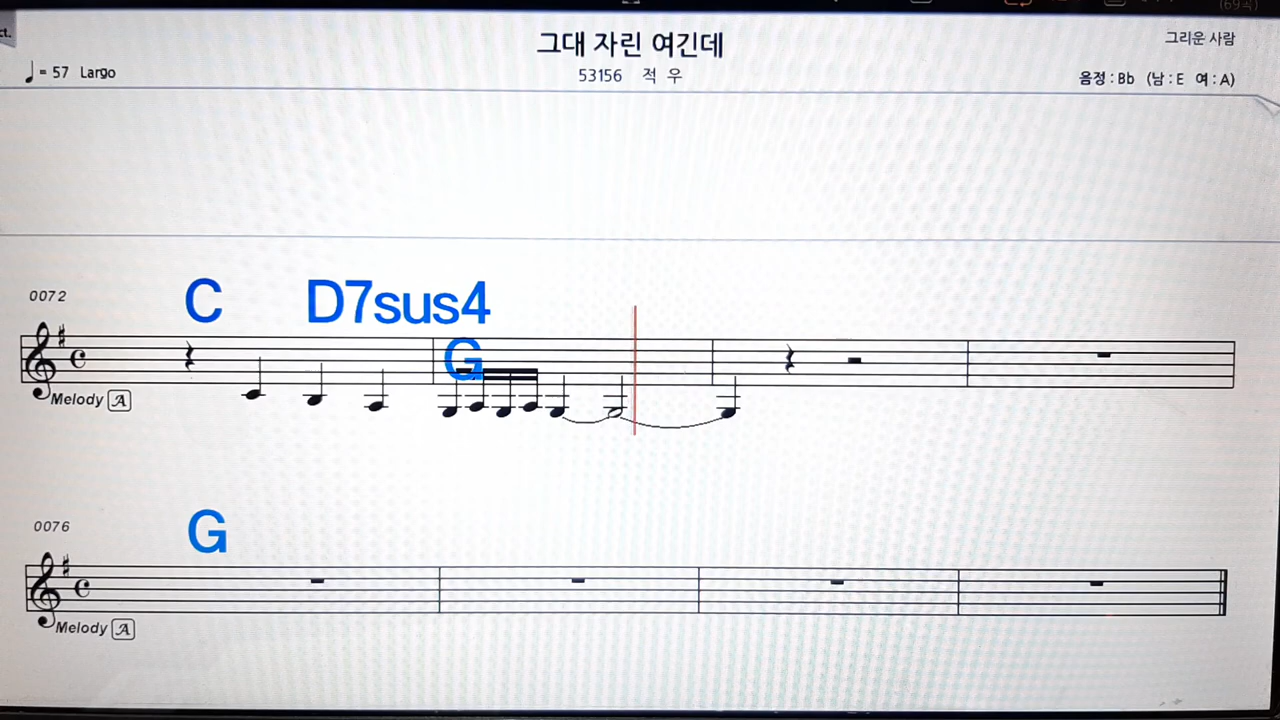 ct.
그대 자린 여긴데
그리운 사람
♩ = 57 Largo
53156 적 우
음정 : Bb (남 : E 여 : A)
0072
C D7sus4
G
Melody A
0076
G
Melody A